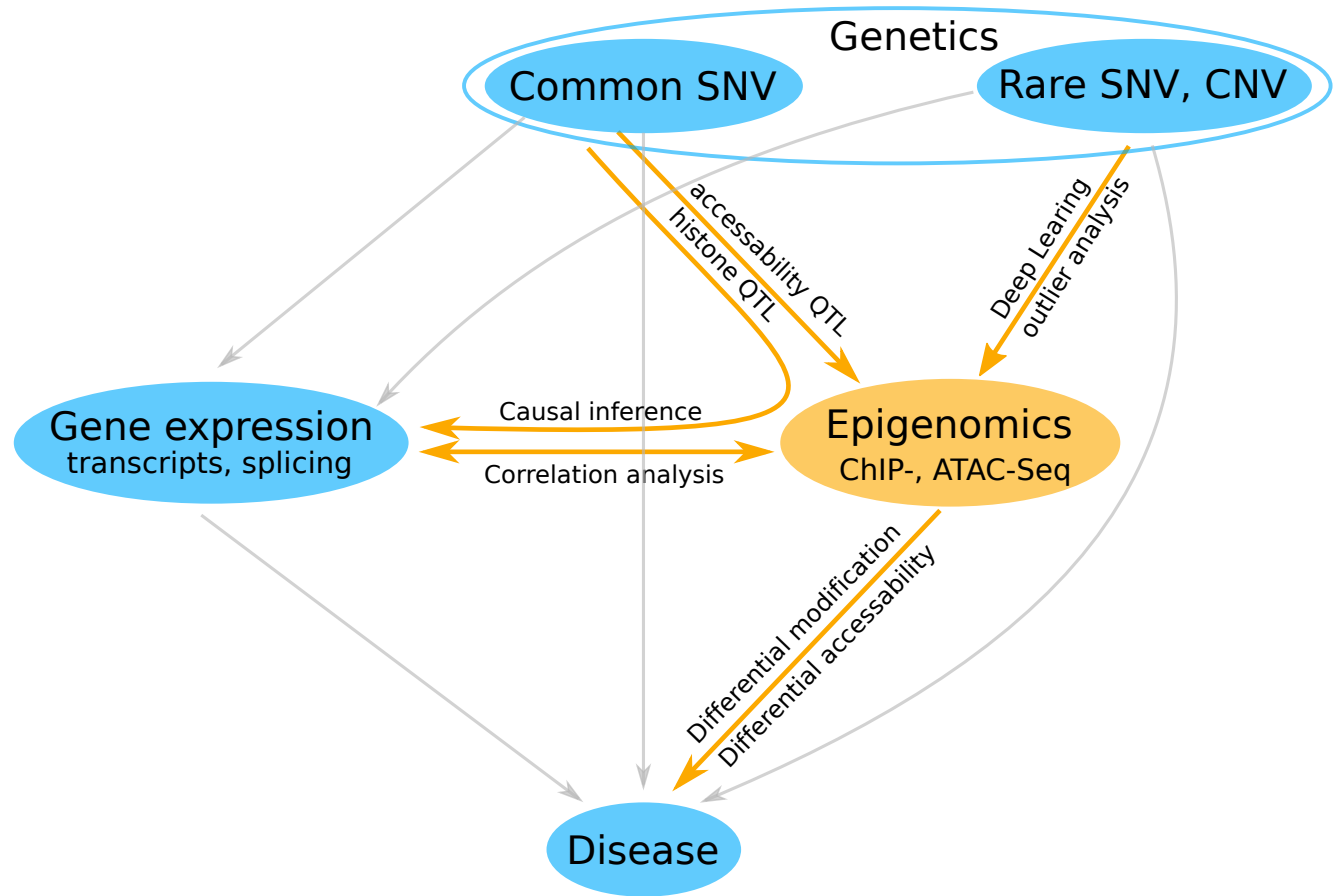 Genetics
Common SNV
Rare SNV, CNV
accessability QTL
histone QTL
Deep Learing
outlier analysis
Causal inference
Correlation analysis
Gene expression
transcripts, splicing
Epigenomics
ChIP-, ATAC-Seq
Differential modification
Differential accessability
Disease